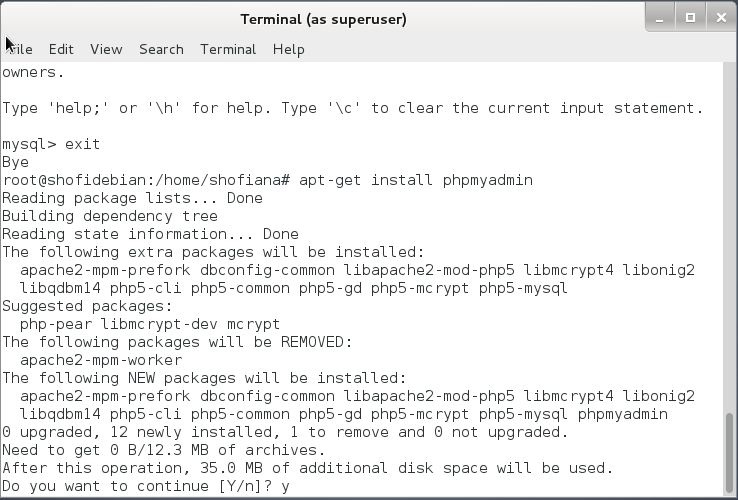 Terminal (as superuser)
File Edit View Search Terminal Help
owners.
Type 'help;' or '\h' for help. Type '\c' to clear the current input statement.
mysql> exit
Bye
root@shofidebian:/home/shofiana# apt-get install phpmyadmin
Reading package lists... Done
Building dependency tree
Reading state information... Done
The following extra packages will be installed:
  apache2-mpm-prefork dbconfig-common libapache2-mod-php5 libmcrypt4 libonig2
  libqdbm14 php5-cli php5-common php5-gd php5-mcrypt php5-mysql
Suggested packages:
  php-pear libmcrypt-dev mcrypt
The following packages will be REMOVED:
  apache2-mpm-worker
The following NEW packages will be installed:
  apache2-mpm-prefork dbconfig-common libapache2-mod-php5 libmcrypt4 libonig2
  libqdbm14 php5-cli php5-common php5-gd php5-mcrypt php5-mysql phpmyadmin
0 upgraded, 12 newly installed, 1 to remove and 0 not upgraded.
Need to get 0 B/12.3 MB of archives.
After this operation, 35.0 MB of additional disk space will be used.
Do you want to continue [Y/n]? y